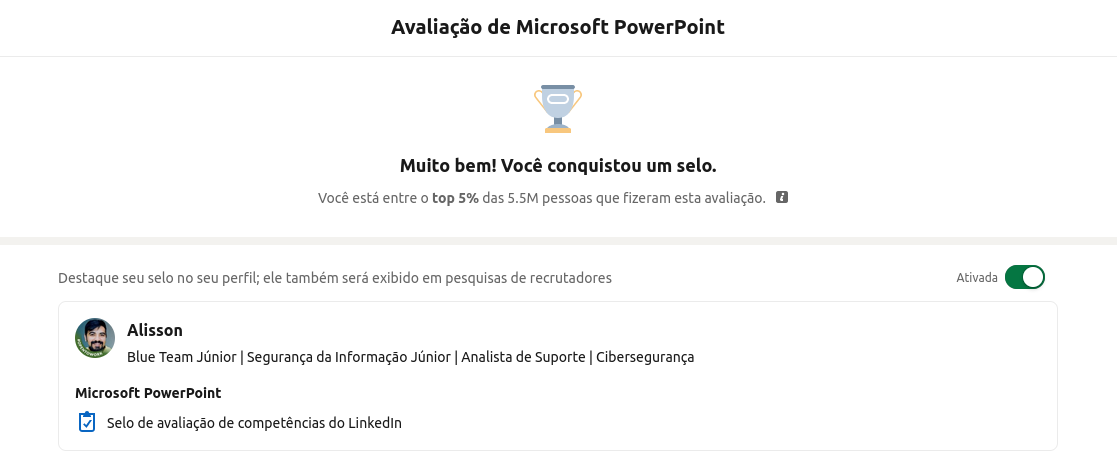 Avaliação de Microsoft PowerPoint
Muito bem! Você conquistou um selo.
Você está entre o top 5% das 5.5M pessoas que fizeram esta avaliação.
Destaque seu selo no seu perfil; ele também será exibido em pesquisas de recrutadores
Ativada
Alisson
Blue Team Júnior | Segurança da Informação Júnior | Analista de Suporte | Cibersegurança
Microsoft PowerPoint
Selo de avaliação de competências do LinkedIn